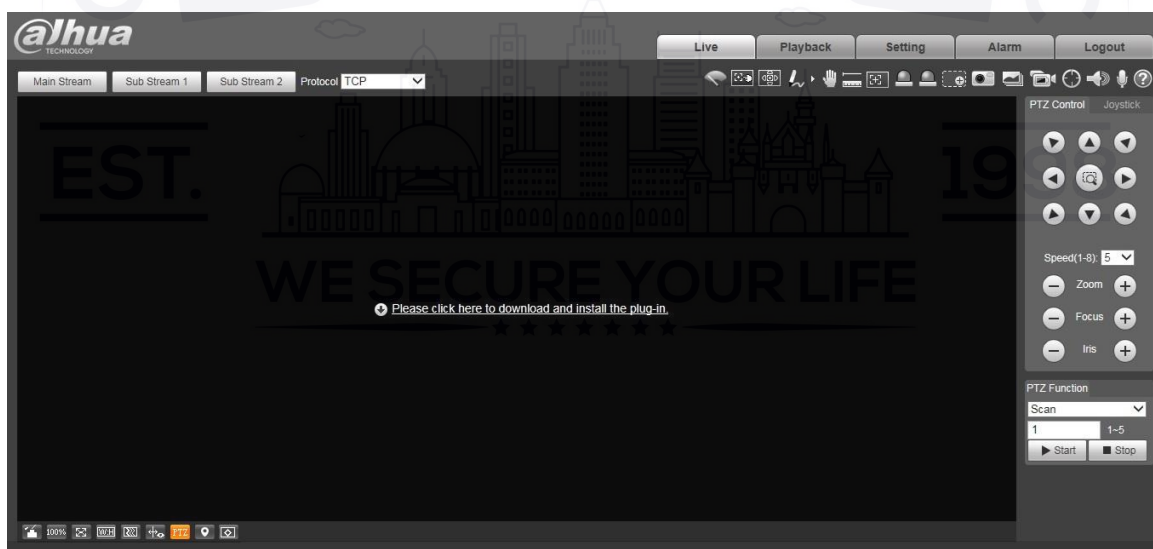 alhua
TECHNOLOGY
Live Playback Setting Alarm Logout
Main Stream Sub Stream 1 Sub Stream 2 Protocol TCP
PTZ Control Joystick
EST. 1998
WE SECURE YOUR LIFE
Speed(1-8): 5
Please click here to download and install the plug-in.
Zoom
Focus
Iris
PTZ Function
Scan
1 1~5
Start Stop
100% W:H PTZ